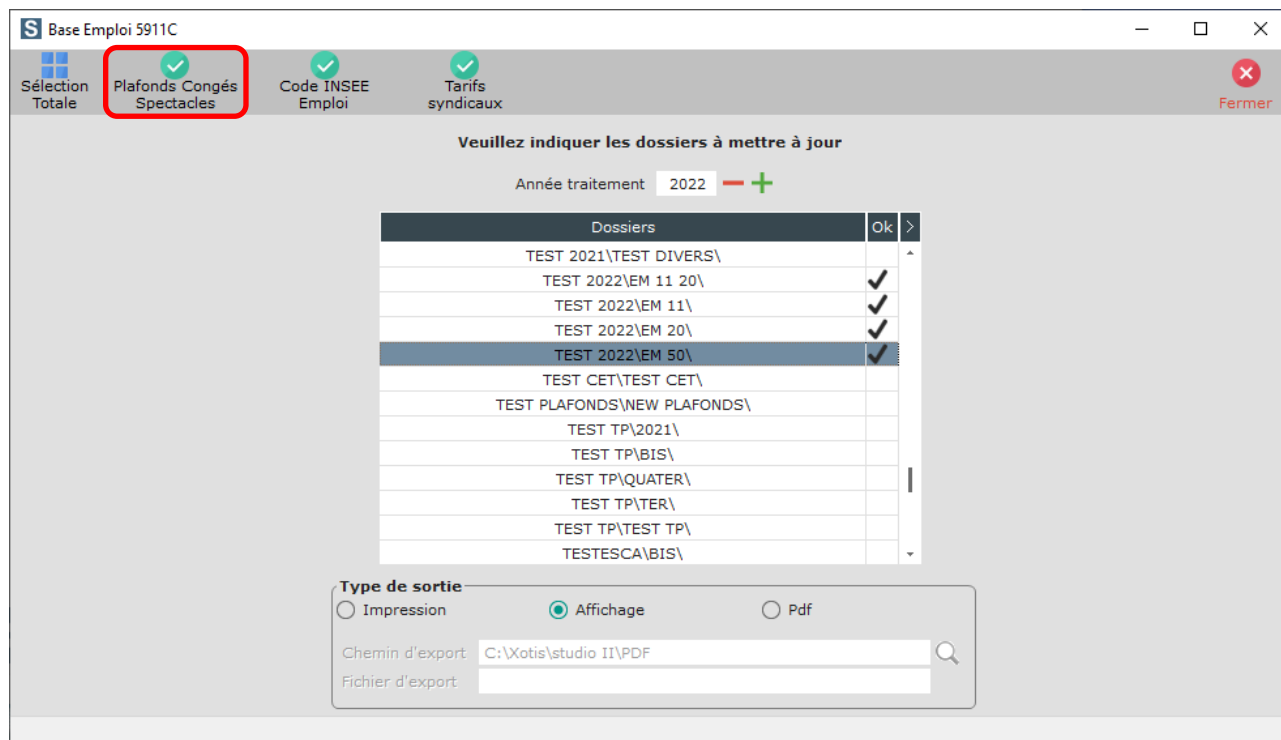 S Base Emploi 5911C
Sélection Totale
Plafonds Congés Spectacles
Code INSEE Emploi
Tarifs syndicaux
Fermer
Veuillez indiquer les dossiers à mettre à jour
Année traitement 2022
Dossiers Ok >
TEST 2021\TEST DIVERS\
TEST 2022\EM 11 20\
TEST 2022\EM 11\
TEST 2022\EM 20\
TEST 2022\EM 50\
TEST CET\TEST CET\
TEST PLAFONDS\NEW PLAFONDS\
TEST TP\2021\
TEST TP\BIS\
TEST TP\QUATER\
TEST TP\TER\
TEST TP\TEST TP\
TESTESCA\BIS\
Type de sortie
Impression Affichage Pdf
Chemin d'export C:\Xotis\studio II\PDF
Fichier d'export